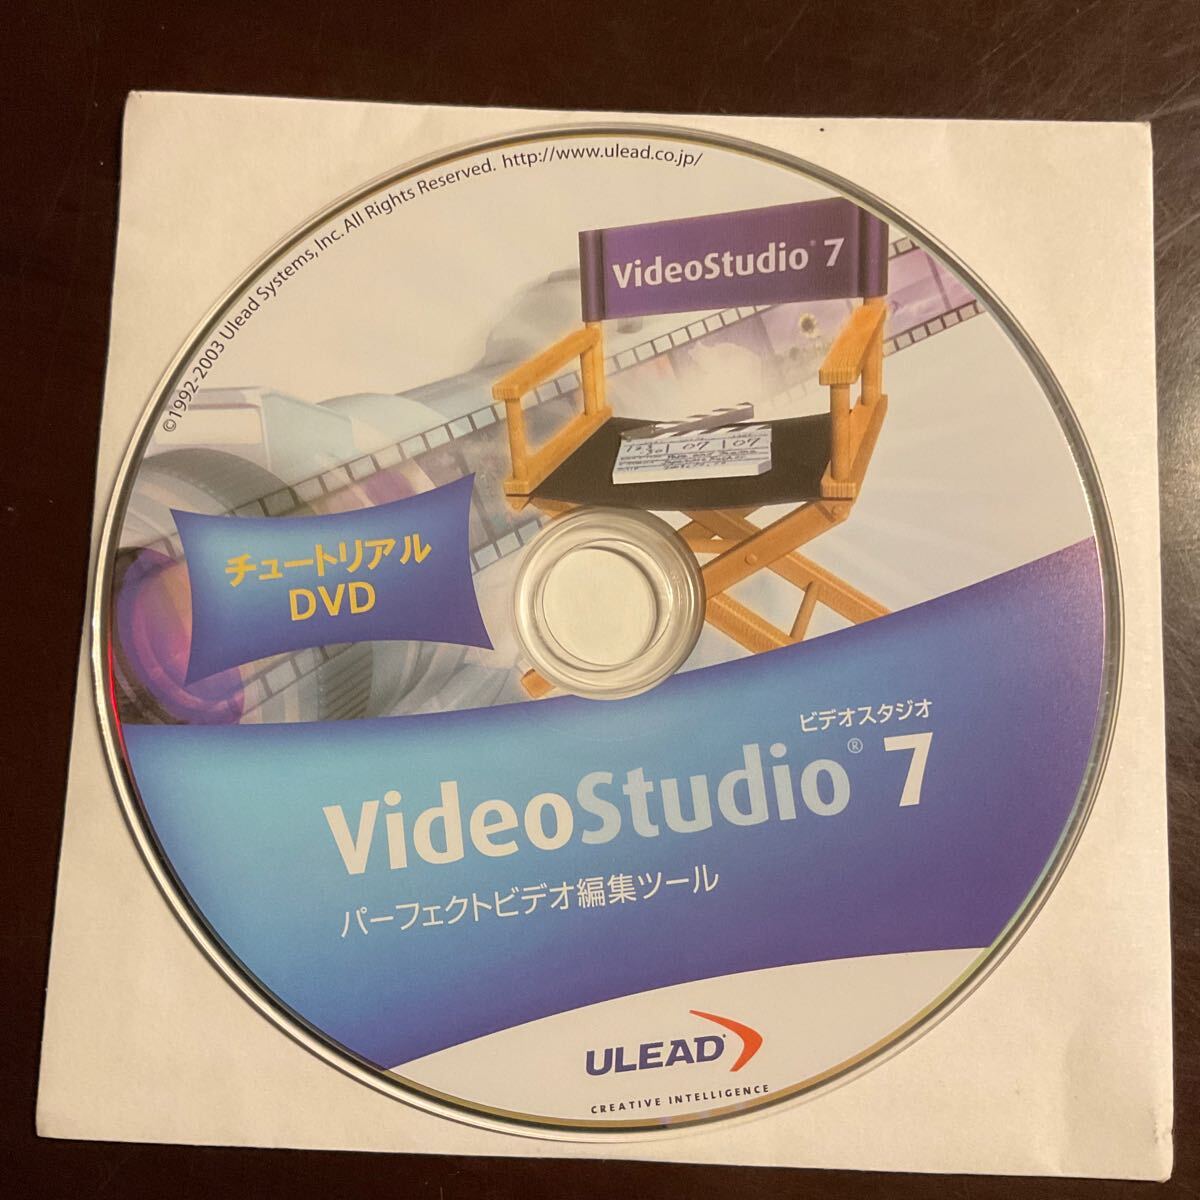 ©1992-2003 Ulead Systems, Inc. All Rights Reserved. http://www.ulead.co.jp/
VideoStudio® 7
チュートリアル
DVD
ビデオスタジオ
VideoStudio® 7
パーフェクトビデオ編集ツール
ULEAD
CREATIVE INTELLIGENCE